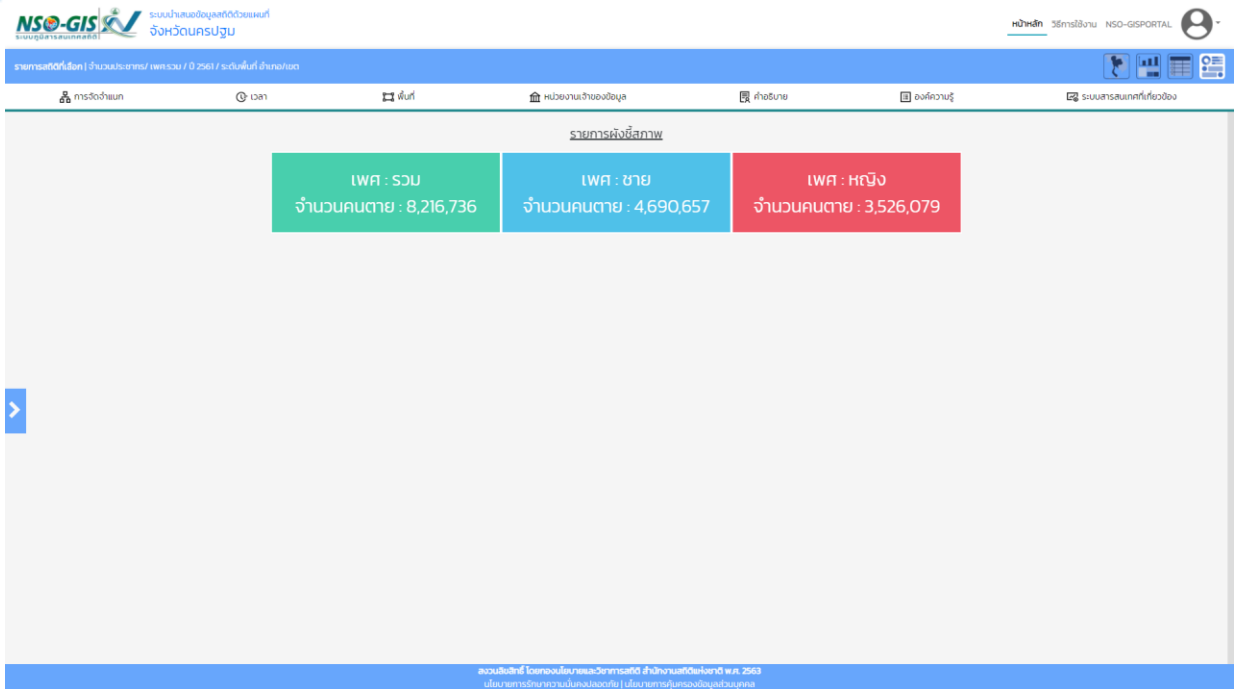 NSO-GIS
ระบบภูมิสารสนเทศสถิติ
ระบบนำเสนอข้อมูลสถิติด้วยแผนที่
จังหวัดนครปฐม
หน้าหลัก วิธีการใช้งาน NSO-GISPORTAL
รายการสถิติที่เลือก | จำนวนประชากร/ เพศ:รวม / ปี 2561 / ระดับพื้นที่ อำเภอ/เขต
การจัดจำแนก เวลา พื้นที่ หน่วยงานเจ้าของข้อมูล คำอธิบาย องค์ความรู้ ระบบสารสนเทศที่เกี่ยวข้อง
รายการผังชี้สภาพ
เพศ : รวม เพศ : ชาย เพศ : หญิง
จำนวนคนตาย : 8,216,736 จำนวนคนตาย : 4,690,657 จำนวนคนตาย : 3,526,079
สงวนลิขสิทธิ์ โดยกองนโยบายและวิชาการสถิติ สำนักงานสถิติแห่งชาติ พ.ศ. 2563
นโยบายการรักษาความมั่นคงปลอดภัย | นโยบายการคุ้มครองข้อมูลส่วนบุคคล